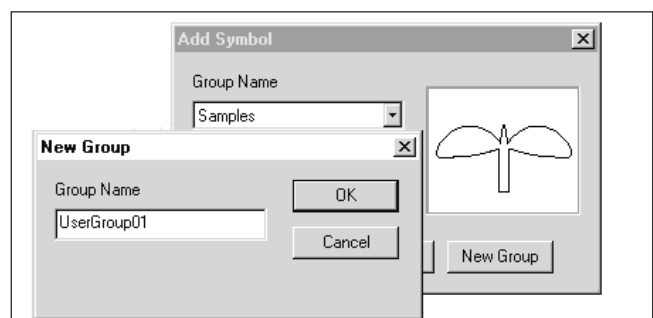 Add Symbol
Group Name
Samples
New Group
Group Name
UserGroup01
OK
Cancel
New Group